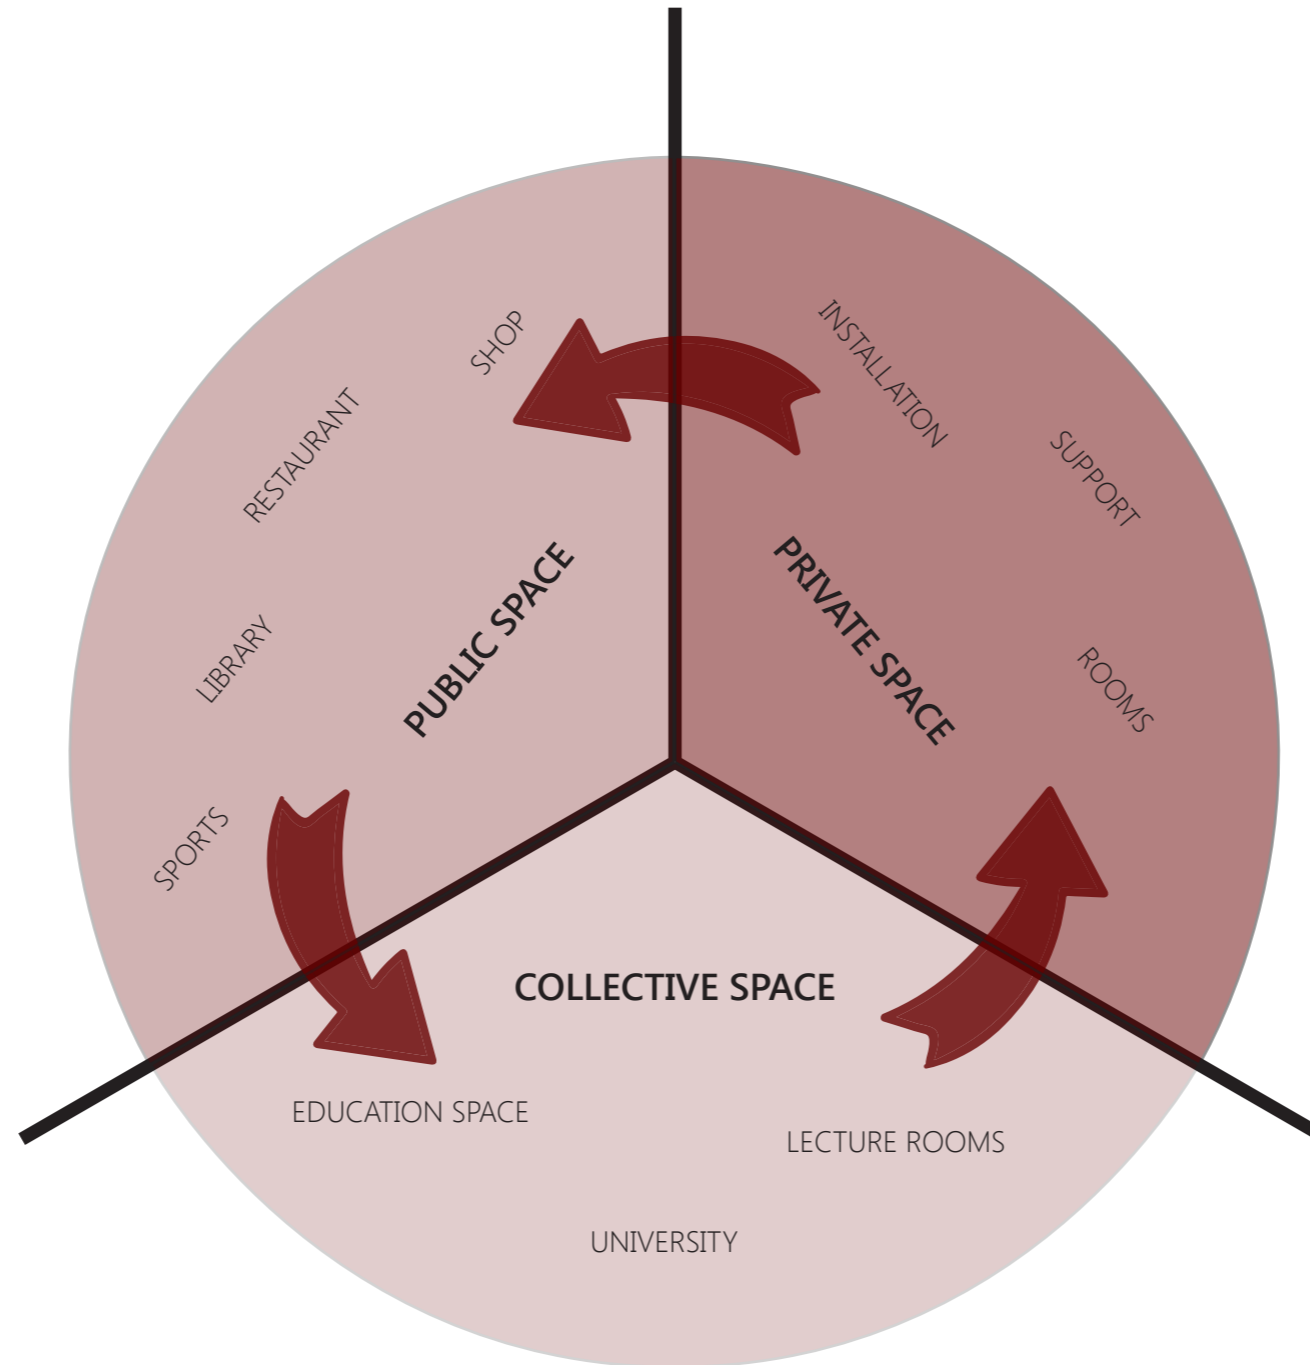 SHOP
RESTAURANT
LIBRARY
SPORTS
PUBLIC SPACE
INSTALLATION
SUPPORT
ROOMS
PRIVATE SPACE
COLLECTIVE SPACE
EDUCATION SPACE
LECTURE ROOMS
UNIVERSITY